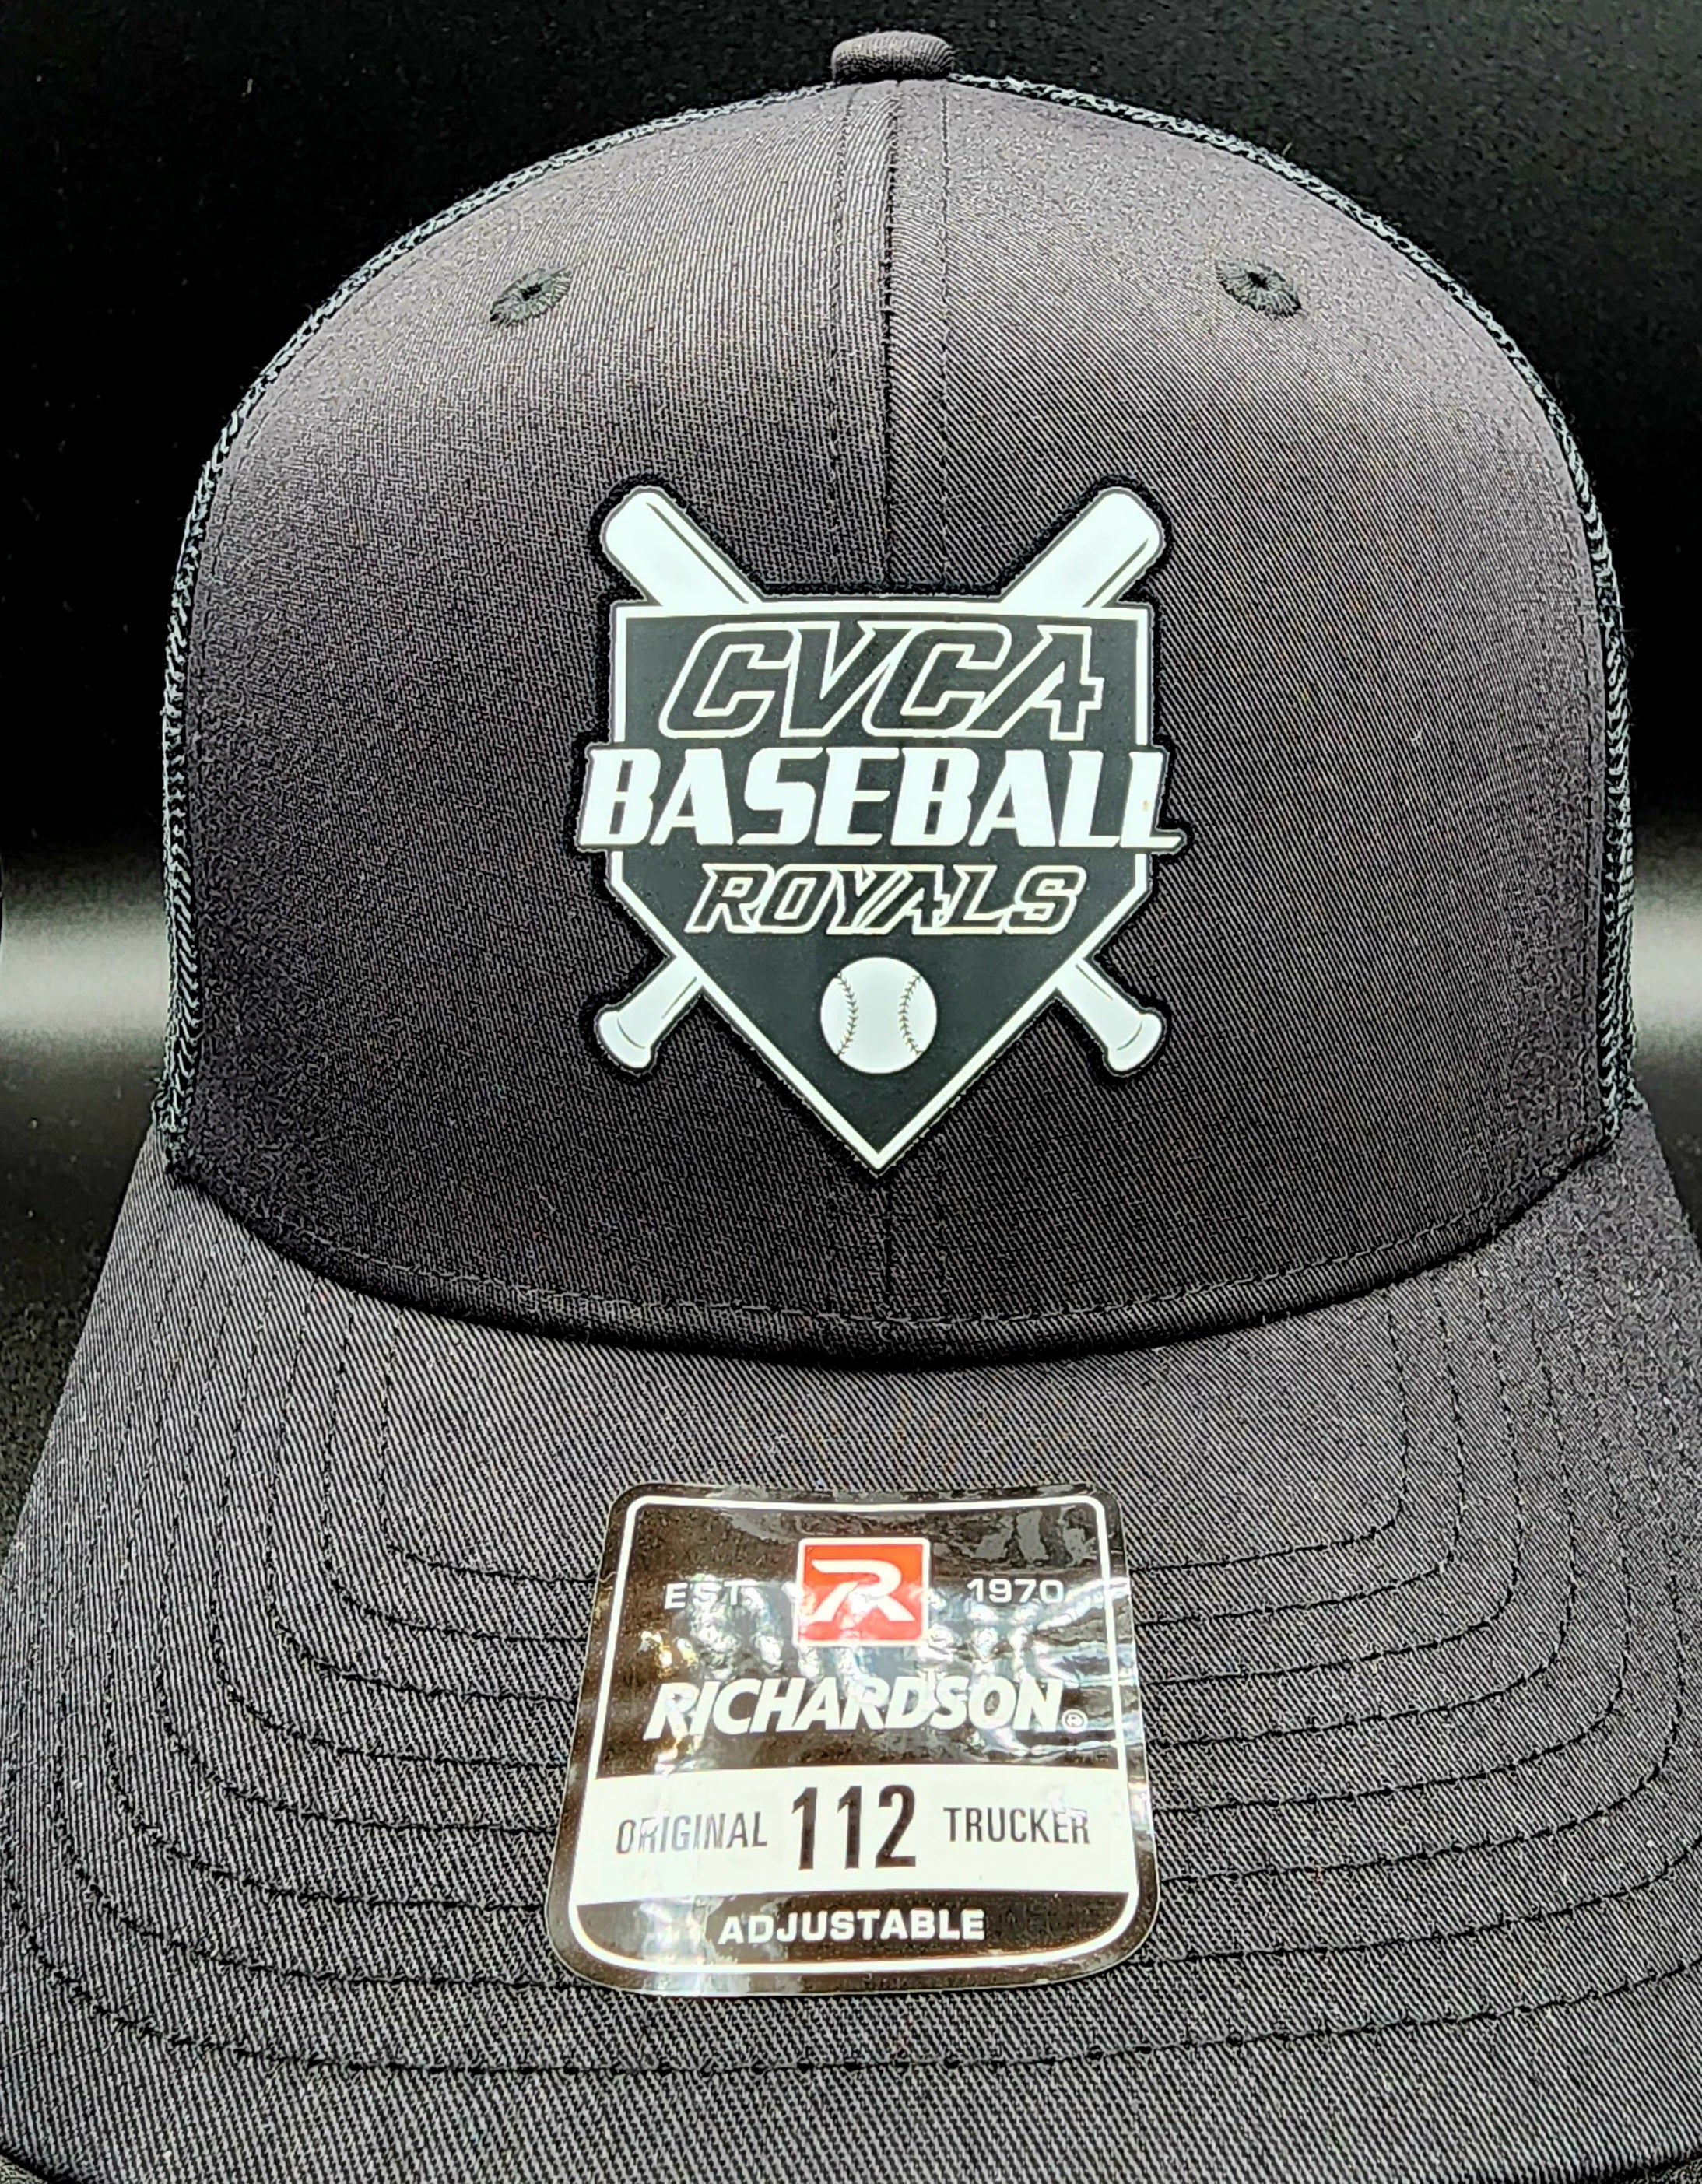 CVCA
BASEBALL
ROYALS
EST. R 1970
RICHARDSON®
ORIGINAL 112 TRUCKER
ADJUSTABLE